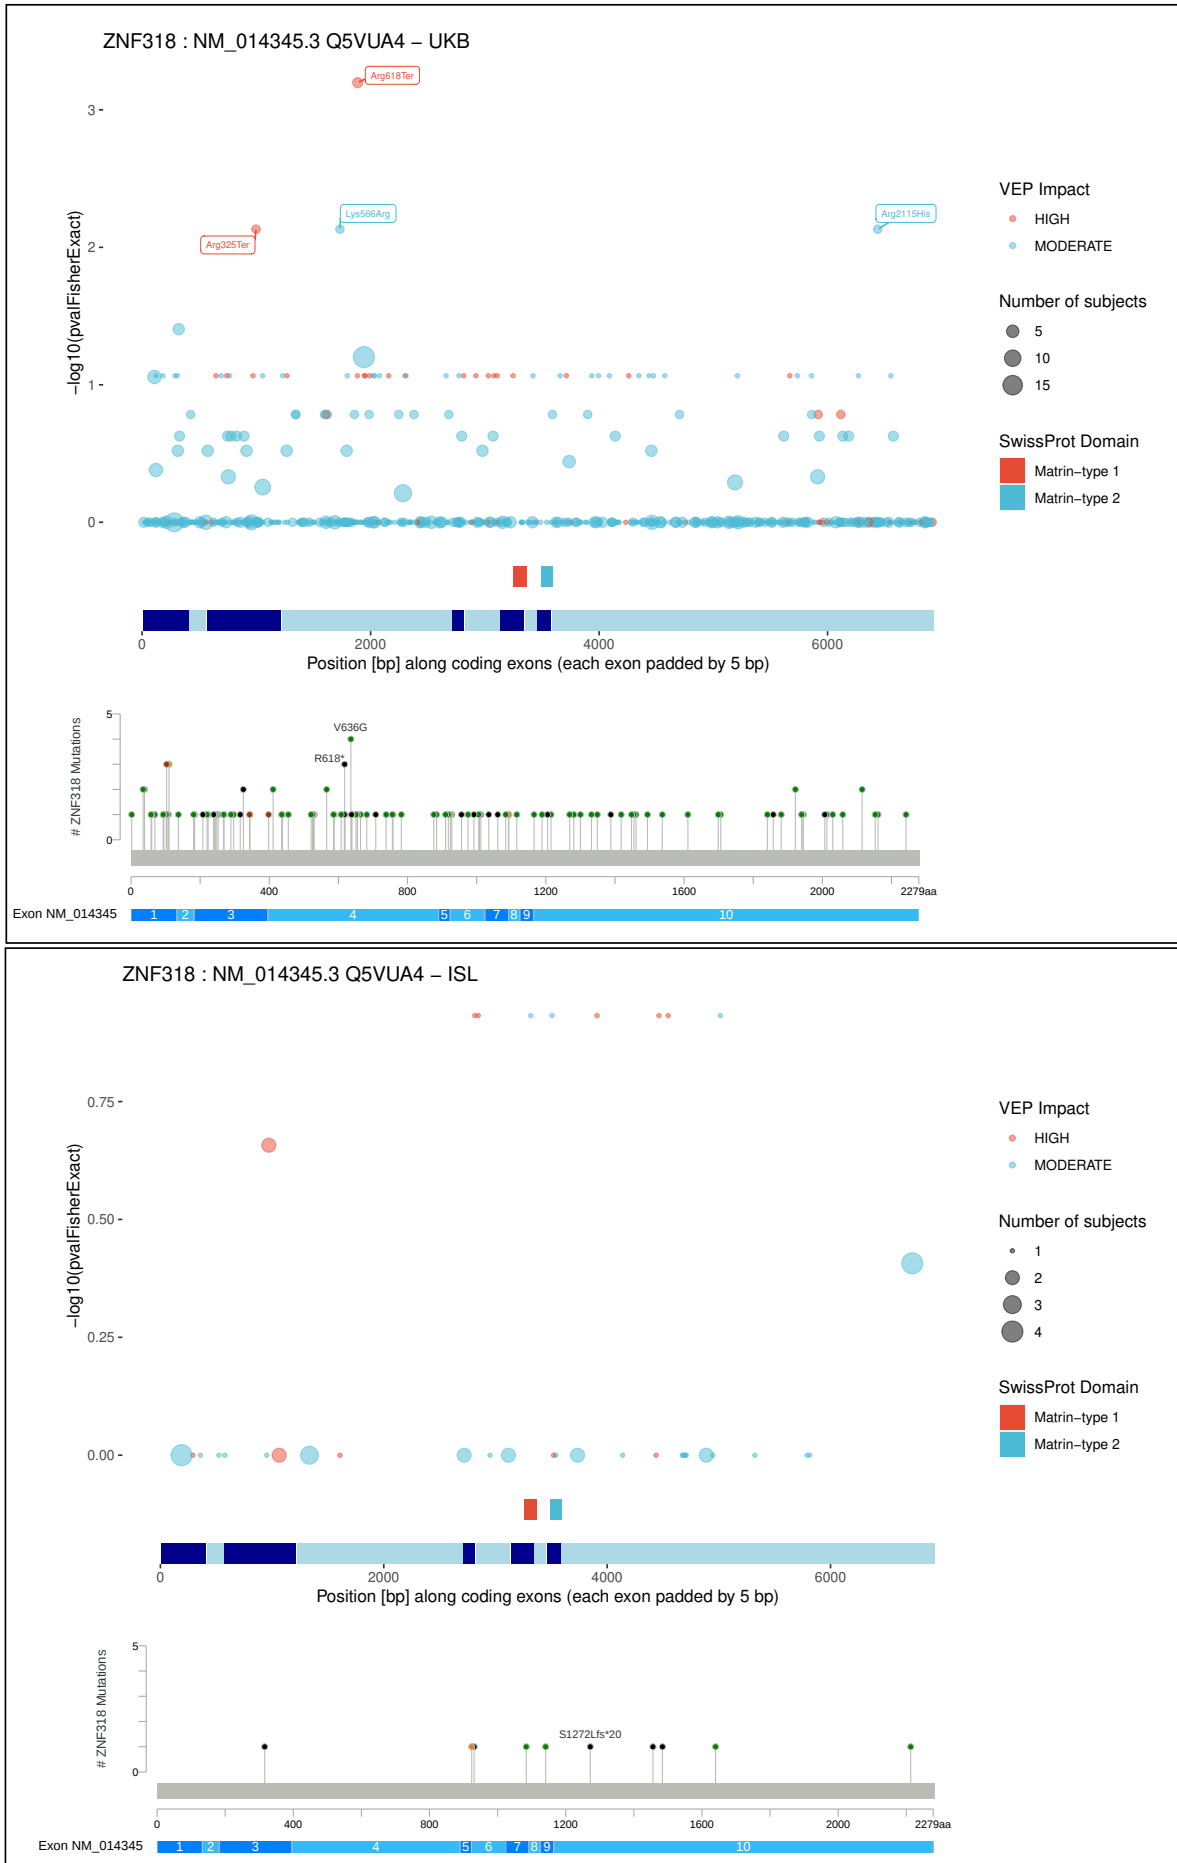 ZNF318 : NM_014345.3 Q5VUA4 – UKB
Arg618Ter
3
Lys566Arg
Arg2115His
Arg325Ter
2
1
0
−log10(pvalFisherExact)
VEP Impact
HIGH
MODERATE
Number of subjects
5
10
15
SwissProt Domain
Matrin−type 1
Matrin−type 2
0 2000 4000 6000
Position [bp] along coding exons (each exon padded by 5 bp)
# ZNF318 Mutations
5
V636G
R618*
0
0 400 800 1200 1600 2000 2279aa
Exon NM_014345 1 2 3 4 5 6 7 8 9 10
ZNF318 : NM_014345.3 Q5VUA4 – ISL
0.75
0.50
0.25
0.00
−log10(pvalFisherExact)
VEP Impact
HIGH
MODERATE
Number of subjects
1
2
3
4
SwissProt Domain
Matrin−type 1
Matrin−type 2
0 2000 4000 6000
Position [bp] along coding exons (each exon padded by 5 bp)
# ZNF318 Mutations
5
S1272Lfs*20
0
0 400 800 1200 1600 2000 2279aa
Exon NM_014345 1 2 3 4 5 6 7 8 9 10